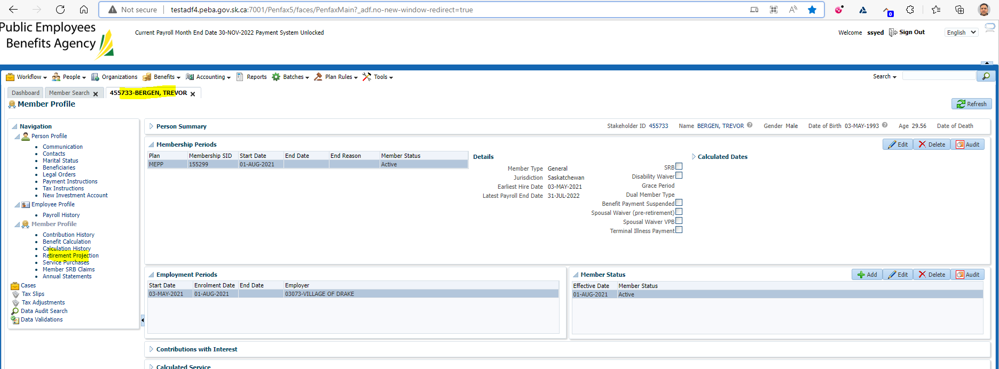 Not secure | testadf4.peba.gov.sk.ca:7001/Penfax5/faces/PenfaxMain?_adf.no-new-window-redirect=true
0
Public Employees
Benefits Agency
Current Payroll Month End Date 30-NOV-2022 Payment System Unlocked
Welcome ssyed Sign Out English
Workflow People Organizations Benefits Accounting Reports Batches Plan Rules Tools Search
Dashboard Member Search 455733-BERGEN, TREVOR
Member Profile Refresh
Navigation
Person Profile
Communication
Contacts
Marital Status
Beneficiaries
Legal Orders
Payment Instructions
Tax Instructions
New Investment Account
Employee Profile
Payroll History
Member Profile
Contribution History
Benefit Calculation
Calculation History
Retirement Projection
Service Purchases
Member SRB Claims
Annual Statements
Cases
Tax Slips
Tax Adjustments
Data Audit Search
Data Validations
Person Summary Stakeholder ID 455733 Name BERGEN, TREVOR Gender Male Date of Birth 03-MAY-1993 Age 29.56 Date of Death
Membership Periods Edit Delete Audit
Plan Membership SID Start Date End Date End Reason Member Status
MEPP 155299 01-AUG-2021 Active
Details
Member Type General
Jurisdiction Saskatchewan
Earliest Hire Date 03-MAY-2021
Latest Payroll End Date 31-JUL-2022
SRB
Disability Waiver
Grace Period
Dual Member Type
Benefit Payment Suspended
Spousal Waiver (pre-retirement)
Spousal Waiver VPB
Terminal Illness Payment
Calculated Dates
Employment Periods
Start Date Enrolment Date End Date Employer
03-MAY-2021 01-AUG-2021 03073-VILLAGE OF DRAKE
Member Status Add Edit Delete Audit
Effective Date Member Status
01-AUG-2021 Active
Contributions with Interest
Calculated Service